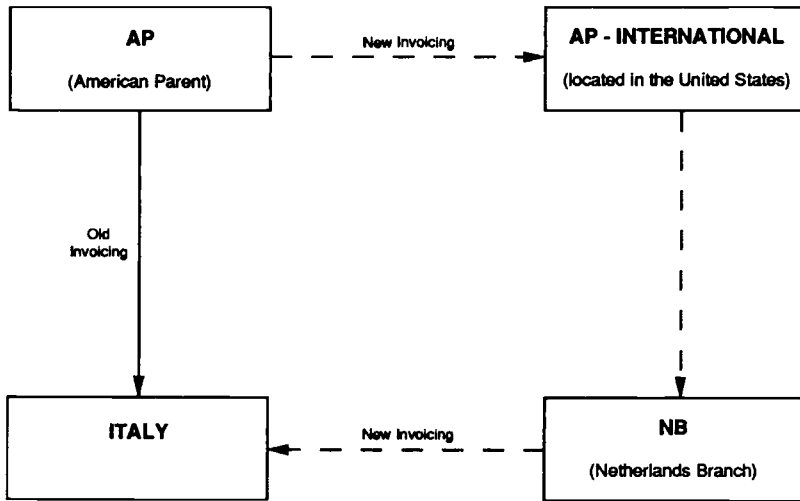 AP
(American Parent)
New Invoicing
AP - INTERNATIONAL
(located in the United States)
Old
Invoicing
ITALY
New Invoicing
NB
(Netherlands Branch)